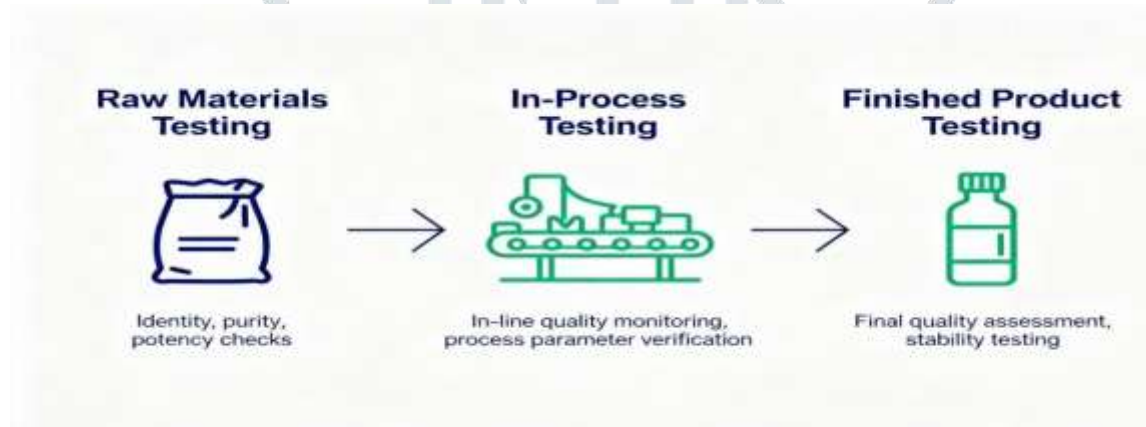 Raw Materials
Testing
In-Process
Testing
Finished Product
Testing
Identity, purity,
potency checks
In-line quality monitoring,
process parameter verification
Final quality assessment,
stability testing